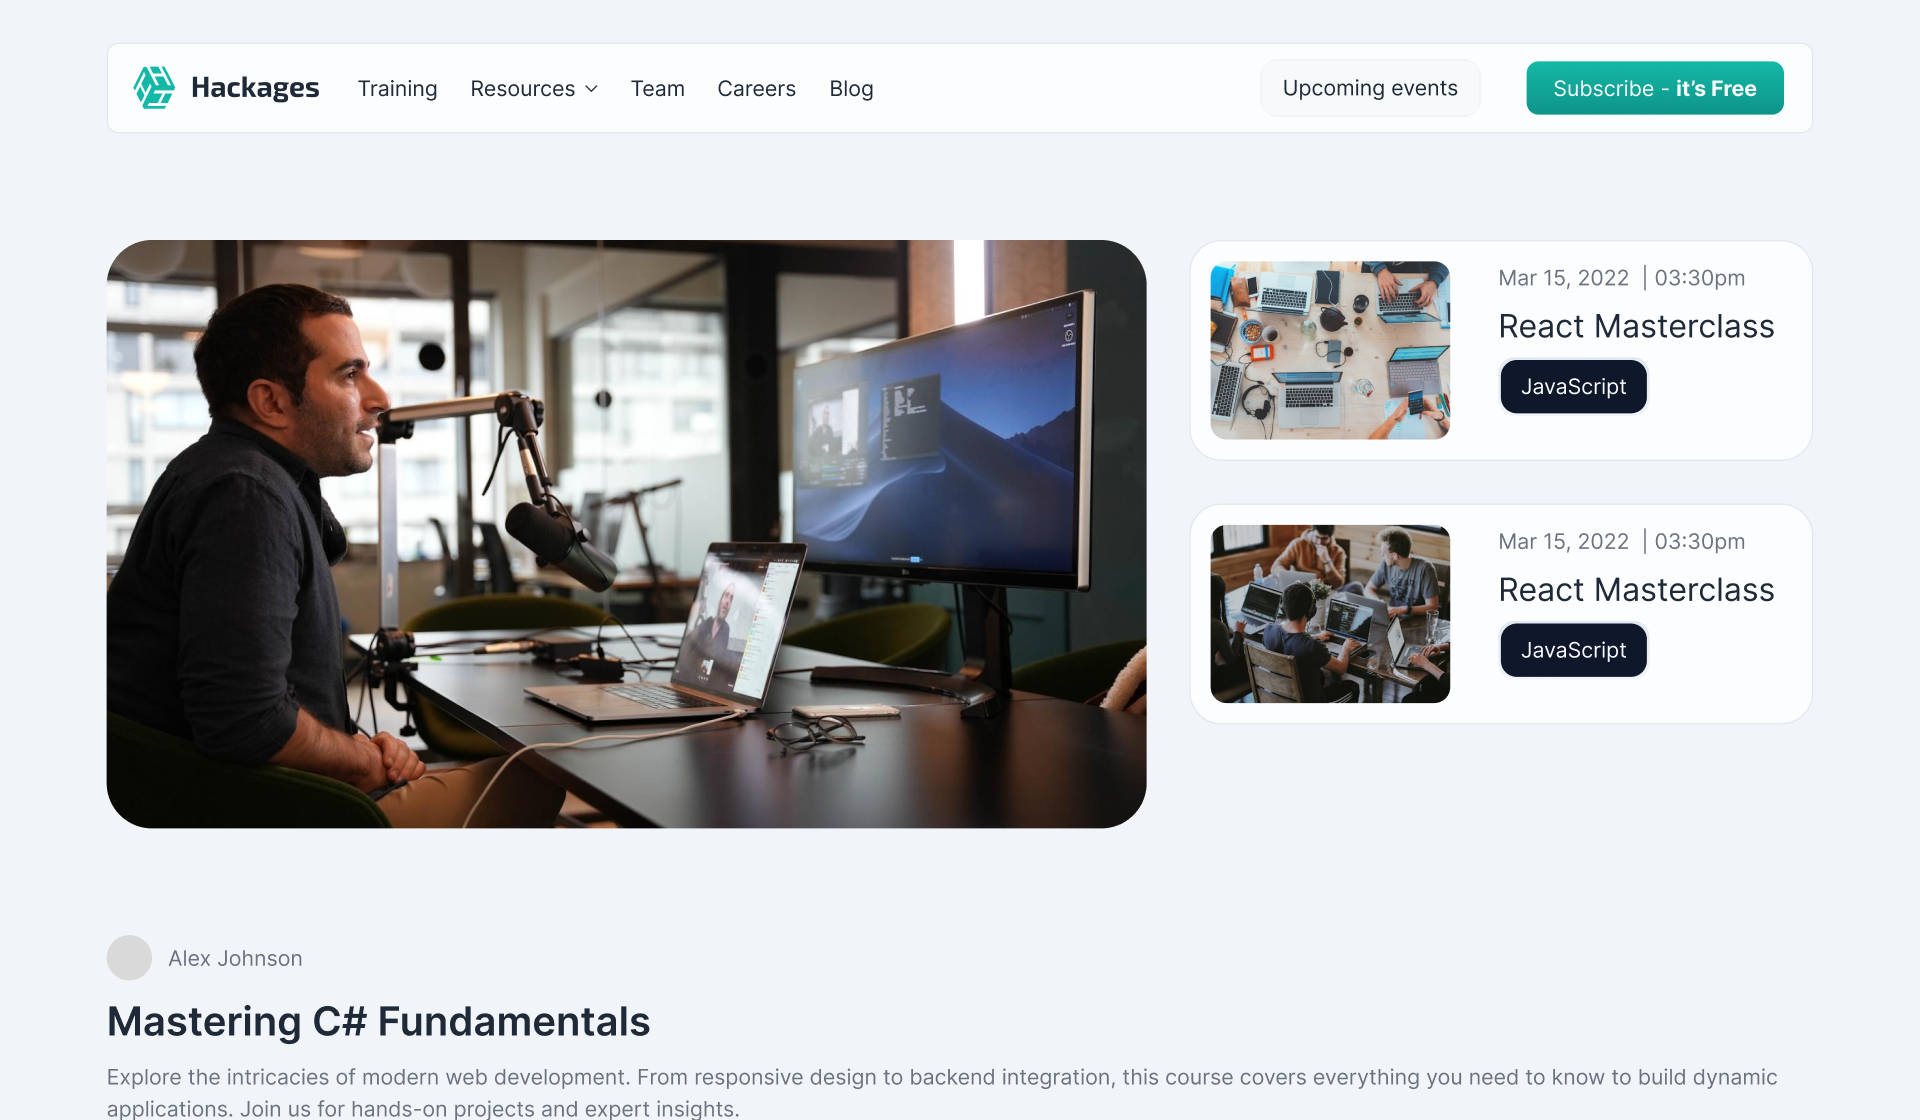 Hackages
Training
Resources
Team
Careers
Blog
Upcoming events
Subscribe - it’s Free
Mar 15, 2022 | 03:30pm
React Masterclass
JavaScript
Mar 15, 2022 | 03:30pm
React Masterclass
JavaScript
Alex Johnson
Mastering C# Fundamentals
Explore the intricacies of modern web development. From responsive design to backend integration, this course covers everything you need to know to build dynamic
applications. Join us for hands-on projects and expert insights.